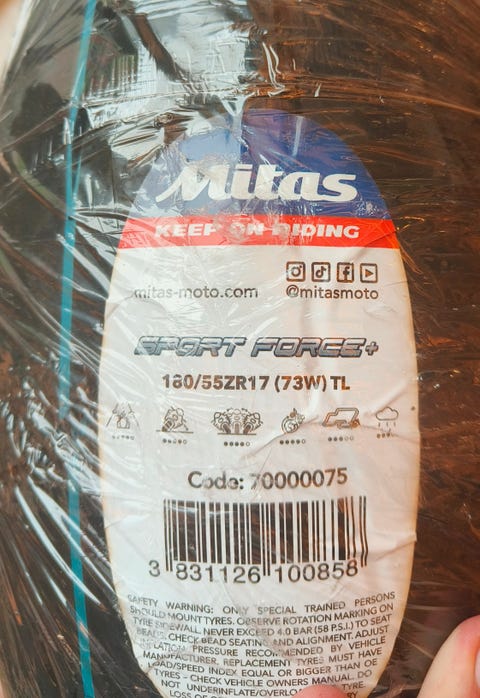 Mitas
KEEP ON RIDING
mitas-moto.com @mitasmoto
SPORT FORCE+
180/55ZR17 (73W) TL
Code: 70000075
3 831126 100858
SAFETY WARNING: ONLY SPECIAL TRAINED PERSONS
SHOULD MOUNT TYRES. OBSERVE ROTATION MARKING ON
TYRE SIDEWALL NEVER EXCEED 4.0 BAR (58 P.S.I.) TO SEAT
BEADS. CHECK BEAD SEATING AND ALIGNMENT. ADJUST
INFLATION PRESSURE RECOMMENDED BY VEHICLE
MANUFACTURER. REPLACEMENT TYRES MUST HAVE
LOAD/SPEED INDEX EQUAL OR BIGGER THAN OE
TYRES - CHECK VEHICLE OWNERS MANUAL. DO
NOT UNDERINFLATE/OVERLOAD
LOSS OF